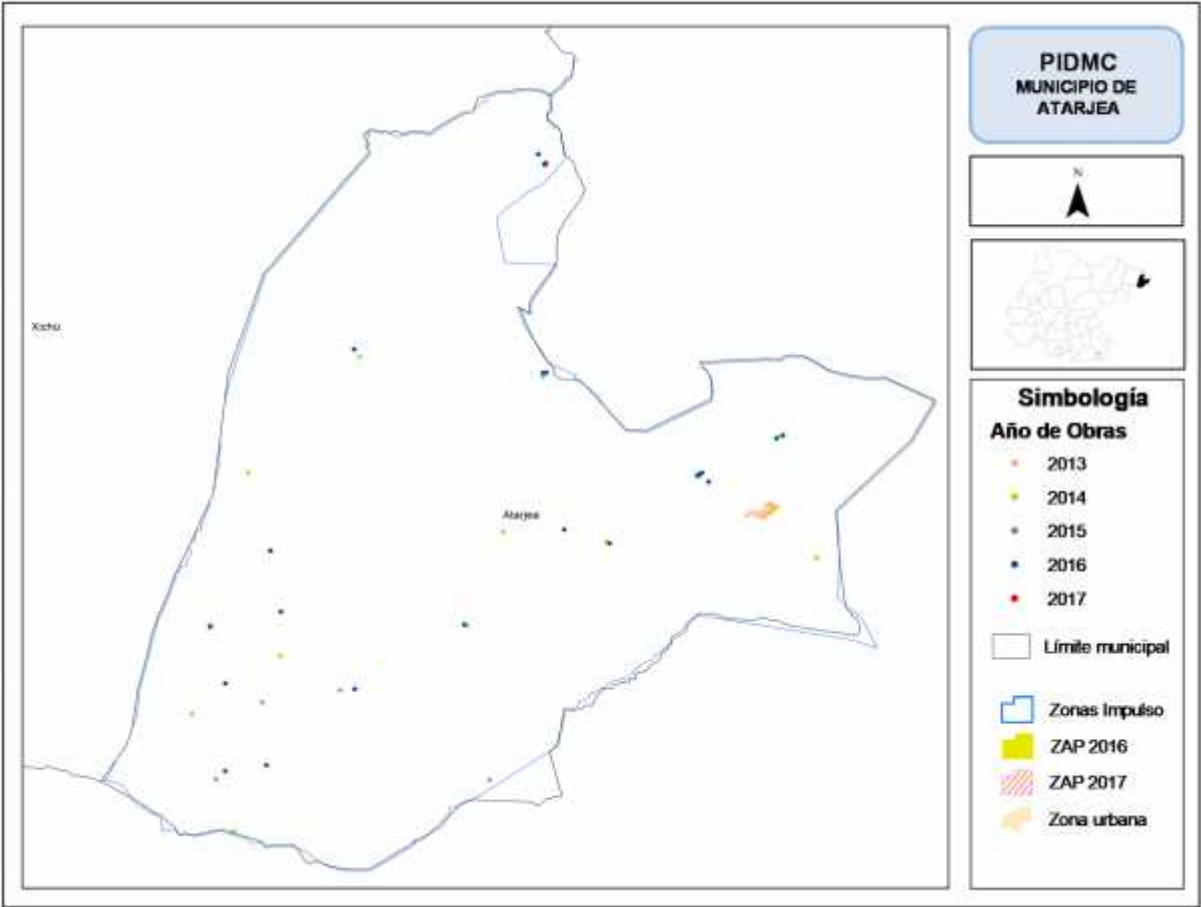 PIDMC
MUNICIPIO DE
ATARJEA
N
Xichú
Atarjea
Simbología
Año de Obras
2013
2014
2015
2016
2017
Límite municipal
Zonas Impulso
ZAP 2016
ZAP 2017
Zona urbana